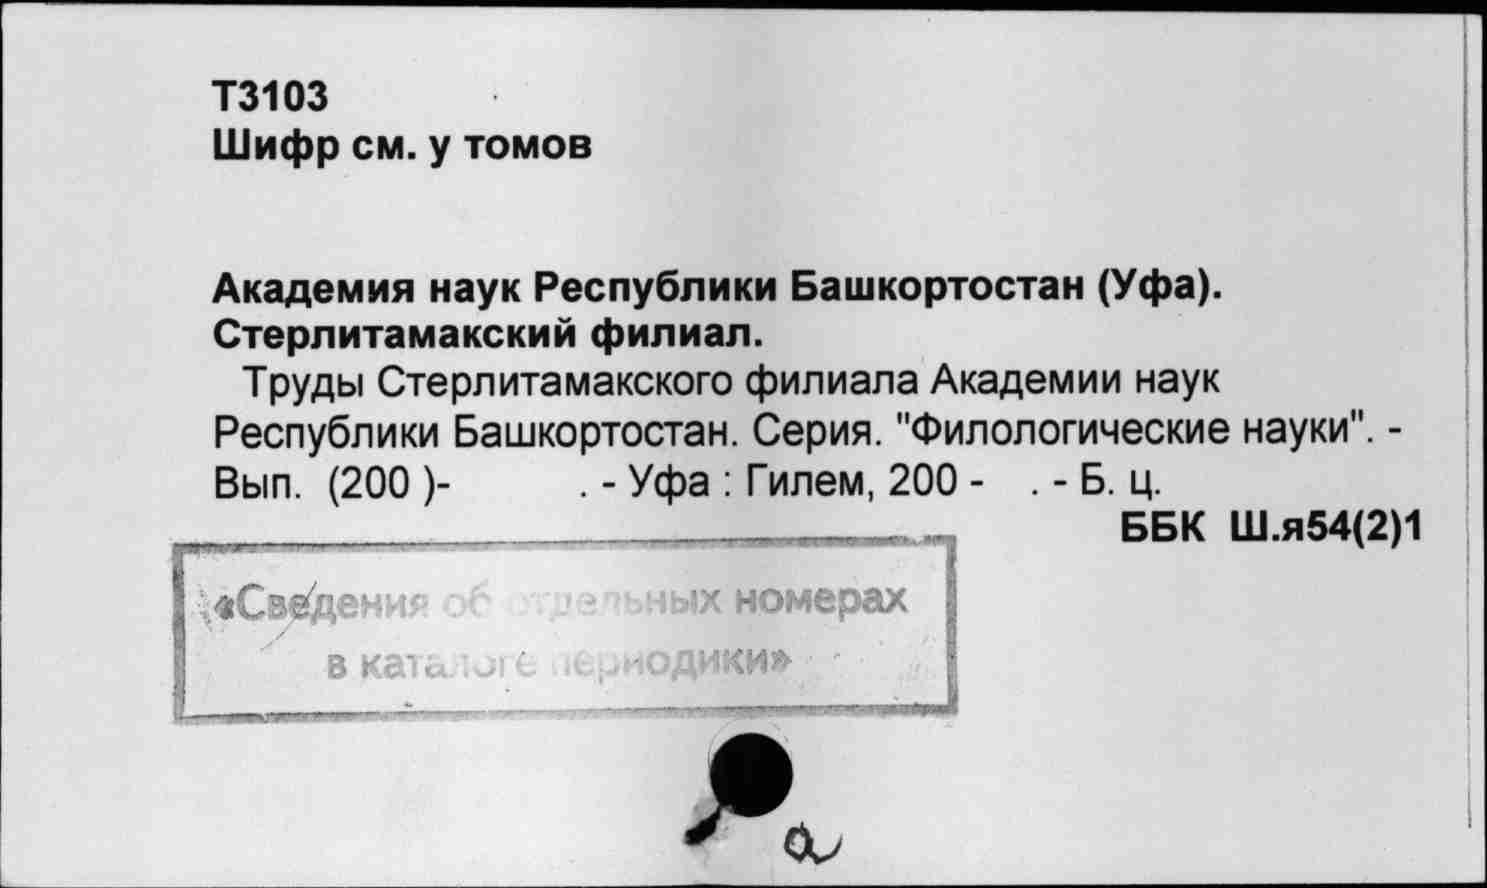 Т3103
Шифр см. у томов
Академия наук Республики Башкортостан (Уфа).
Стерлитамакский филиал.
Труды Стерлитамакского филиала Академии наук
Республики Башкортостан. Серия. "Филологические науки". -
Вып. (200 )- . - Уфа : Гилем, 200 - . - Б. ц.
ББК Ш.я54(2)1
«Сведения об отдельных номерах
в каталоге периодики»